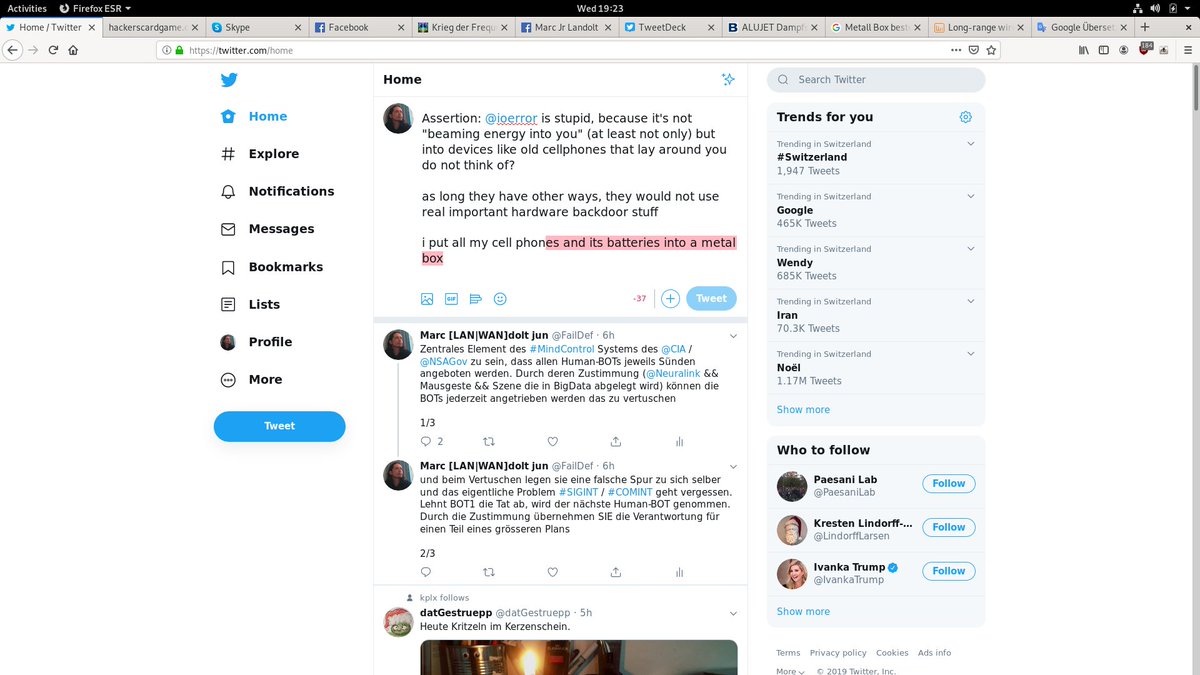 Activities
Firefox ESR
Wed 19:23
Home / Twitter
hackerscardgame.c
Skype
Facebook
Krieg der Frequ
Marc Jr Landolt
TweetDeck
ALUJET Dampfs
Metall Box best
Long-range wir
Google Überset
https://twitter.com/home
184
Home
Explore
Notifications
Messages
Bookmarks
Lists
Profile
More
Tweet
Home
Assertion: @ioerror is stupid, because it's not
"beaming energy into you" (at least not only) but
into devices like old cellphones that lay around you
do not think of?
as long they have other ways, they would not use
real important hardware backdoor stuff
i put all my cell phones and its batteries into a metal
box
GIF
-37
Tweet
Marc [LAN|WAN]dolt jun @FailDef · 6h
Zentrales Element des #MindControl Systems des @CIA /
@NSAGov zu sein, dass allen Human-BOTs jeweils Sünden
angeboten werden. Durch deren Zustimmung (@Neuralink &&
Mausgeste && Szene die in BigData abgelegt wird) können die
BOTs jederzeit angetrieben werden das zu vertuschen
1/3
2
Marc [LAN|WAN]dolt jun @FailDef · 6h
und beim Vertuschen legen sie eine falsche Spur zu sich selber
und das eigentliche Problem #SIGINT / #COMINT geht vergessen.
Lehnt BOT1 die Tat ab, wird der nächste Human-BOT genommen.
Durch die Zustimmung übernehmen SIE die Verantwortung für
einen Teil eines grösseren Plans
2/3
kplx follows
datGestruepp @datGestruepp · 5h
Heute Kritzeln im Kerzenschein.
Search Twitter
Trends for you
Trending in Switzerland
#Switzerland
1,947 Tweets
Trending in Switzerland
Google
465K Tweets
Trending in Switzerland
Wendy
685K Tweets
Trending in Switzerland
Iran
70.3K Tweets
Trending in Switzerland
Noël
1.17M Tweets
Show more
Who to follow
Paesani Lab
@PaesaniLab
Follow
Kresten Lindorff-...
@LindorffLarsen
Follow
Ivanka Trump
@IvankaTrump
Follow
Show more
Terms Privacy policy Cookies Ads info
More © 2019 Twitter, Inc.